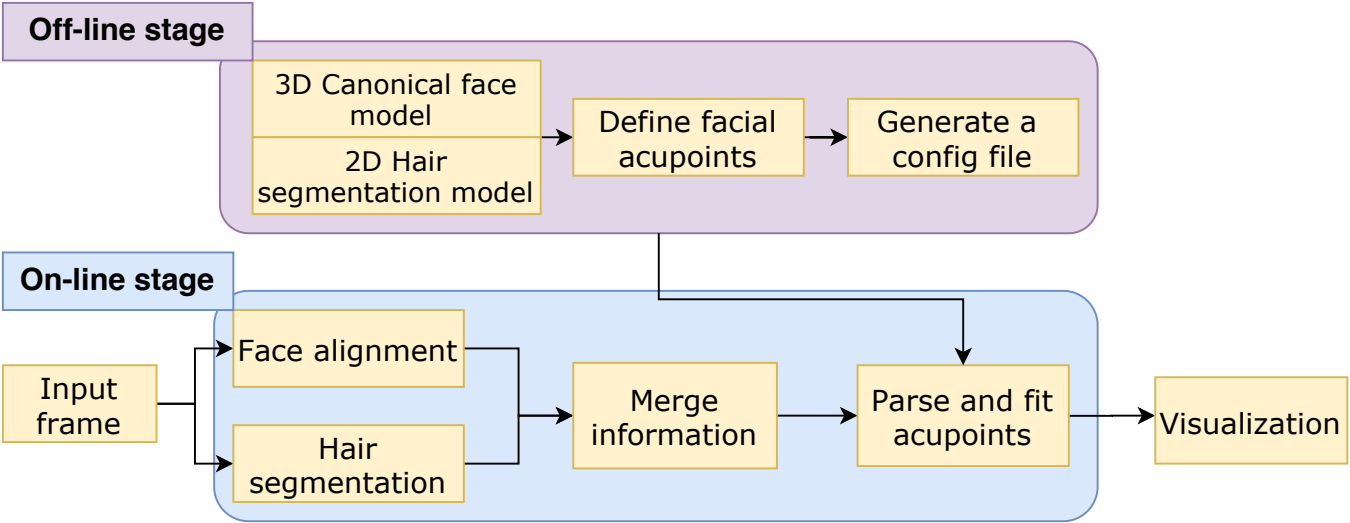 Off-line stage
3D Canonical face
model
2D Hair
segmentation model
Define facial
acupoints
Generate a
config file
On-line stage
Input
frame
Face alignment
Hair
segmentation
Merge
information
Parse and fit
acupoints
Visualization